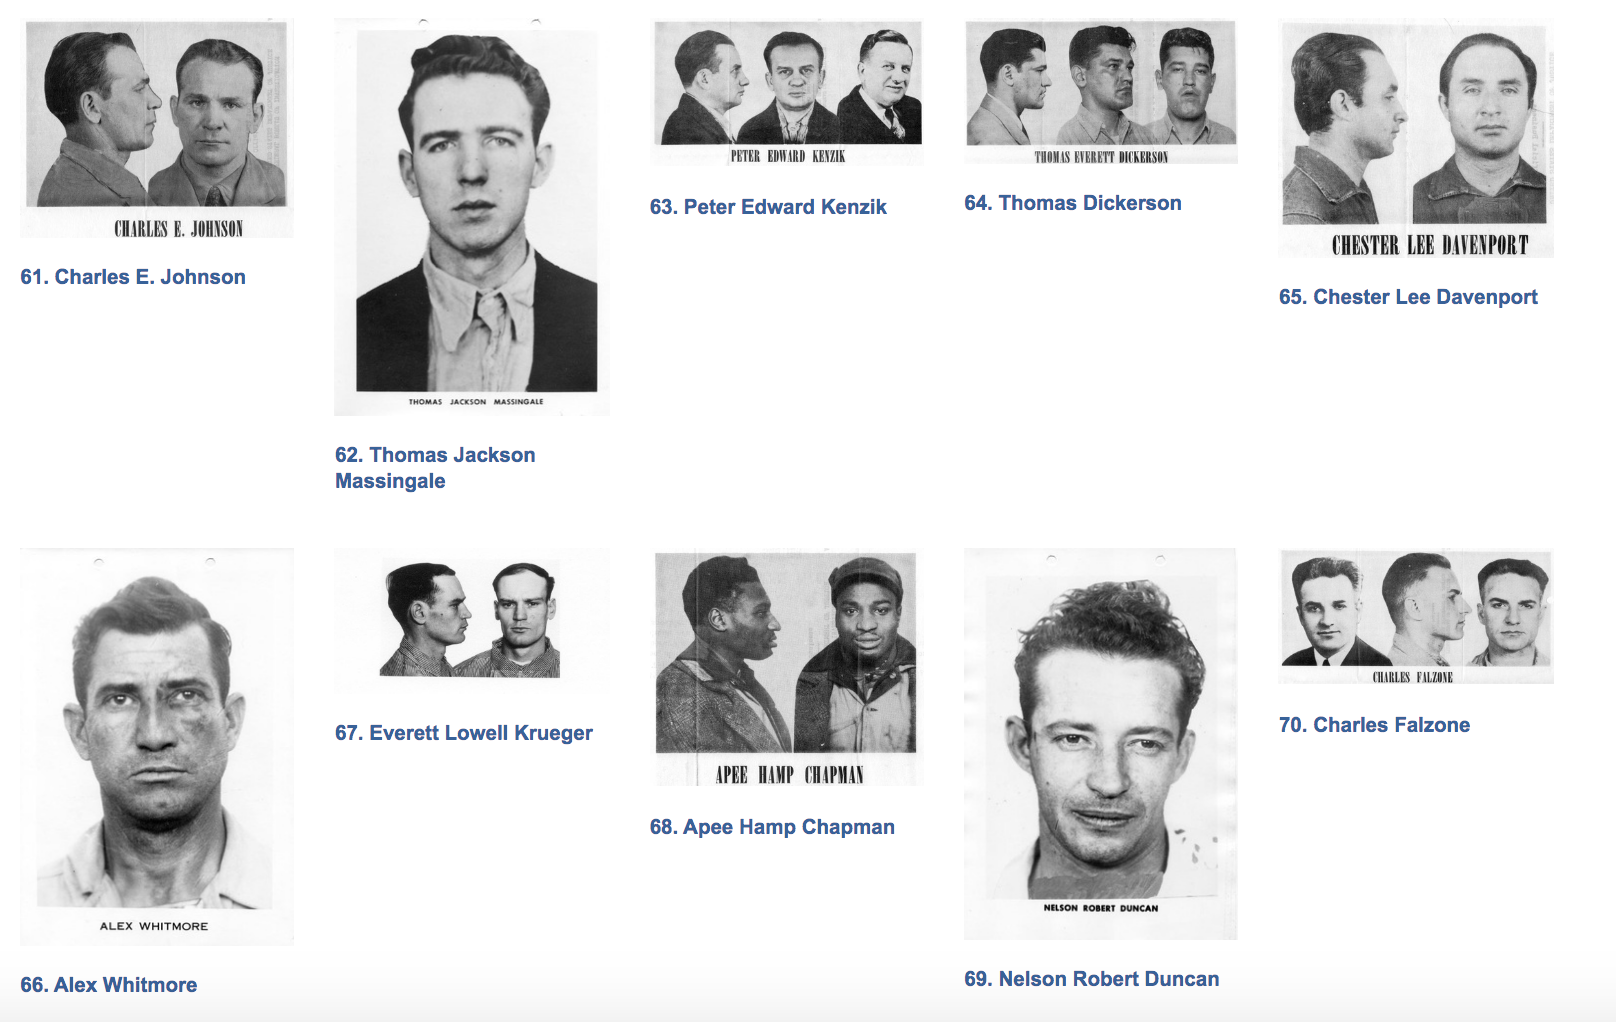 CHARLES E. JOHNSON
61. Charles E. Johnson
THOMAS JACKSON MASSINGALE
62. Thomas Jackson
Massingale
PETER EDWARD KENZIK
63. Peter Edward Kenzik
THOMAS EVERETT DICKERSON
64. Thomas Dickerson
CHESTER LEE DAVENPORT
65. Chester Lee Davenport
ALEX WHITMORE
66. Alex Whitmore
67. Everett Lowell Krueger
APEE HAMP CHAPMAN
68. Apee Hamp Chapman
NELSON ROBERT DUNCAN
69. Nelson Robert Duncan
CHARLES FALZONE
70. Charles Falzone